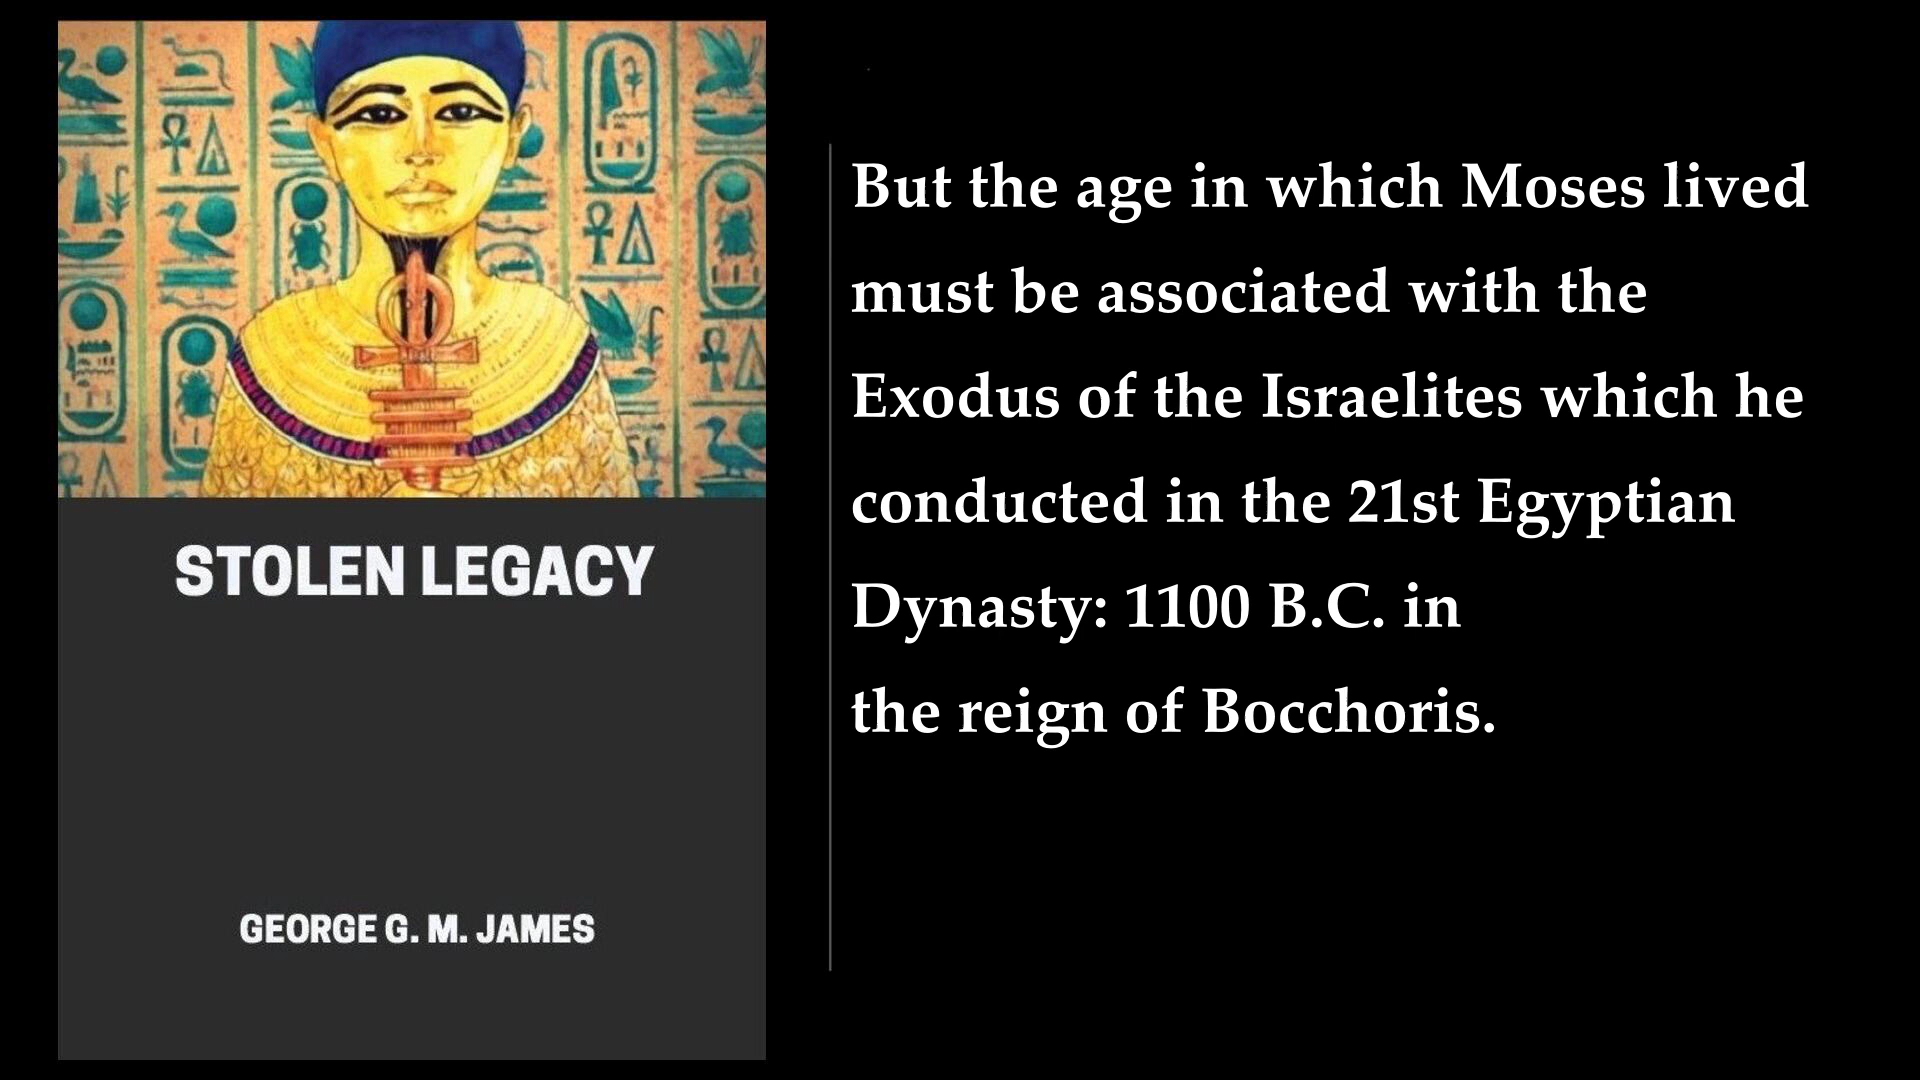 STOLEN LEGACY
GEORGE G. M. JAMES
But the age in which Moses lived
must be associated with the
Exodus of the Israelites which he
conducted in the 21st Egyptian
Dynasty: 1100 B.C. in
the reign of Bocchoris.